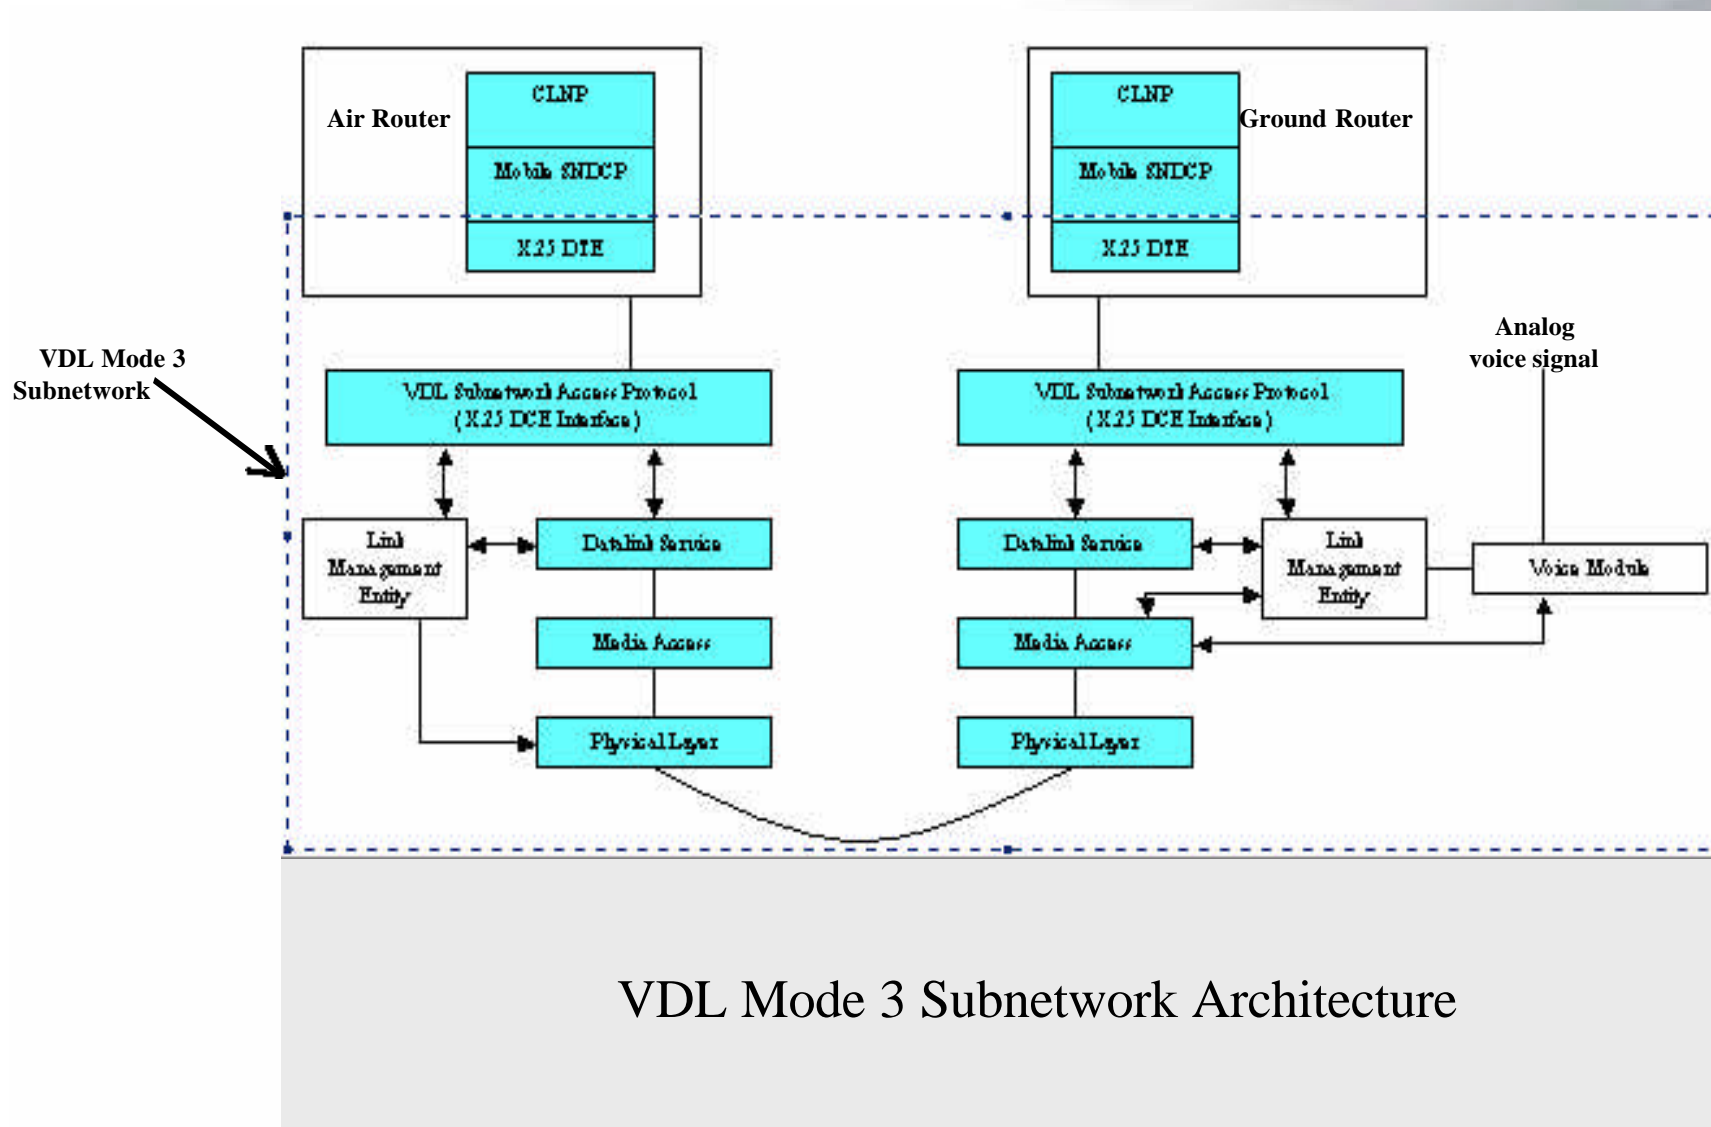 CLNP
Air Router
Mobile SNDCP
X.25 DTE
CLNP
Ground Router
Mobile SNDCP
X.25 DTE
VDL Mode 3
Subnetwork
Analog
voice signal
VDL Subnetwork Access Protocol
( X.25 DCE Interface )
VDL Subnetwork Access Protocol
( X.25 DCE Interface )
Link
Management
Entity
Datalink Service
Media Access
Physical Layer
Datalink Service
Link
Management
Entity
Voice Module
Media Access
Physical Layer
VDL Mode 3 Subnetwork Architecture